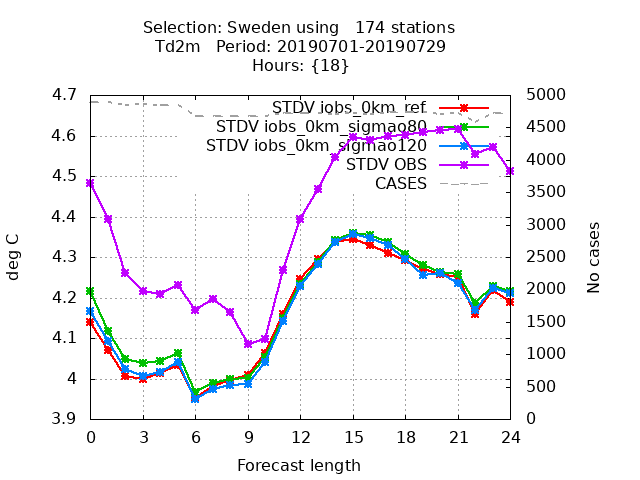 Selection: Sweden using   174 stations
Td2m   Period: 20190701-20190729
Hours: {18}
STDV iobs_0km_ref
STDV iobs_0km_sigmao80
STDV iobs_0km_sigmao120
STDV OBS
CASES
4.7
4.6
4.5
4.4
4.3
4.2
4.1
4
3.9
deg C
5000
4500
4000
3500
3000
2500
2000
1500
1000
500
0
No cases
0 3 6 9 12 15 18 21 24
Forecast length